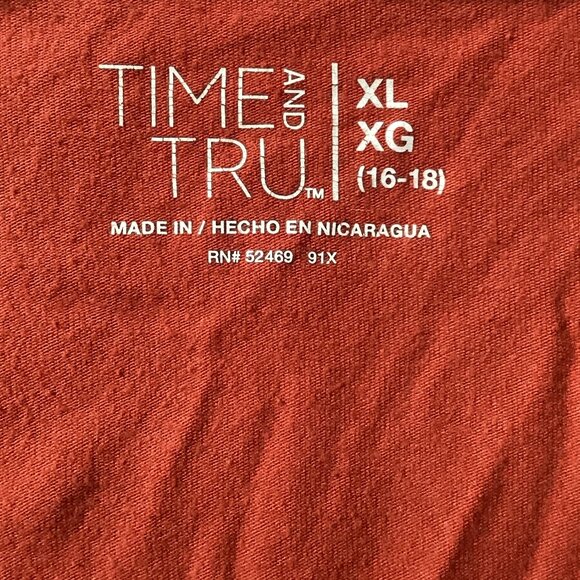 TIME AND
TRU™
XL
XG
(16-18)
MADE IN / HECHO EN NICARAGUA
RN# 52469 91X